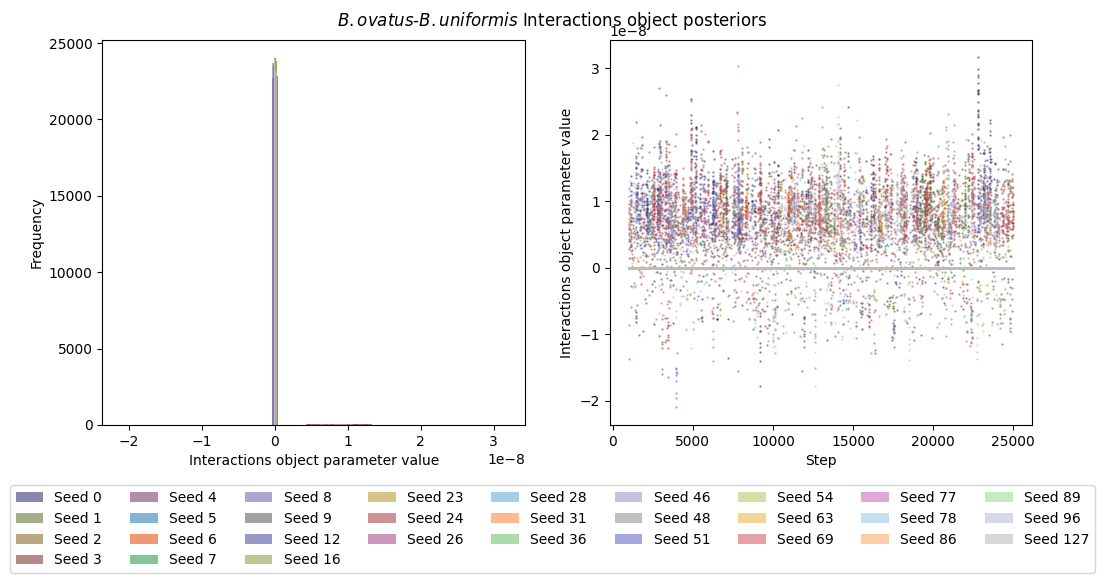 B.ovatus-B.uniformis Interactions object posteriors
25000
20000
15000
10000
5000
0
Frequency
−2
−1
0
1
2
3
1e−8
Interactions object parameter value
1e−8
3
2
1
0
−1
−2
Interactions object parameter value
0
5000
10000
15000
20000
25000
Step
Seed 0 Seed 4 Seed 8 Seed 23 Seed 28 Seed 46 Seed 54 Seed 77 Seed 89
Seed 1 Seed 5 Seed 9 Seed 24 Seed 31 Seed 48 Seed 63 Seed 78 Seed 96
Seed 2 Seed 6 Seed 12 Seed 26 Seed 36 Seed 51 Seed 69 Seed 86 Seed 127
Seed 3 Seed 7 Seed 16